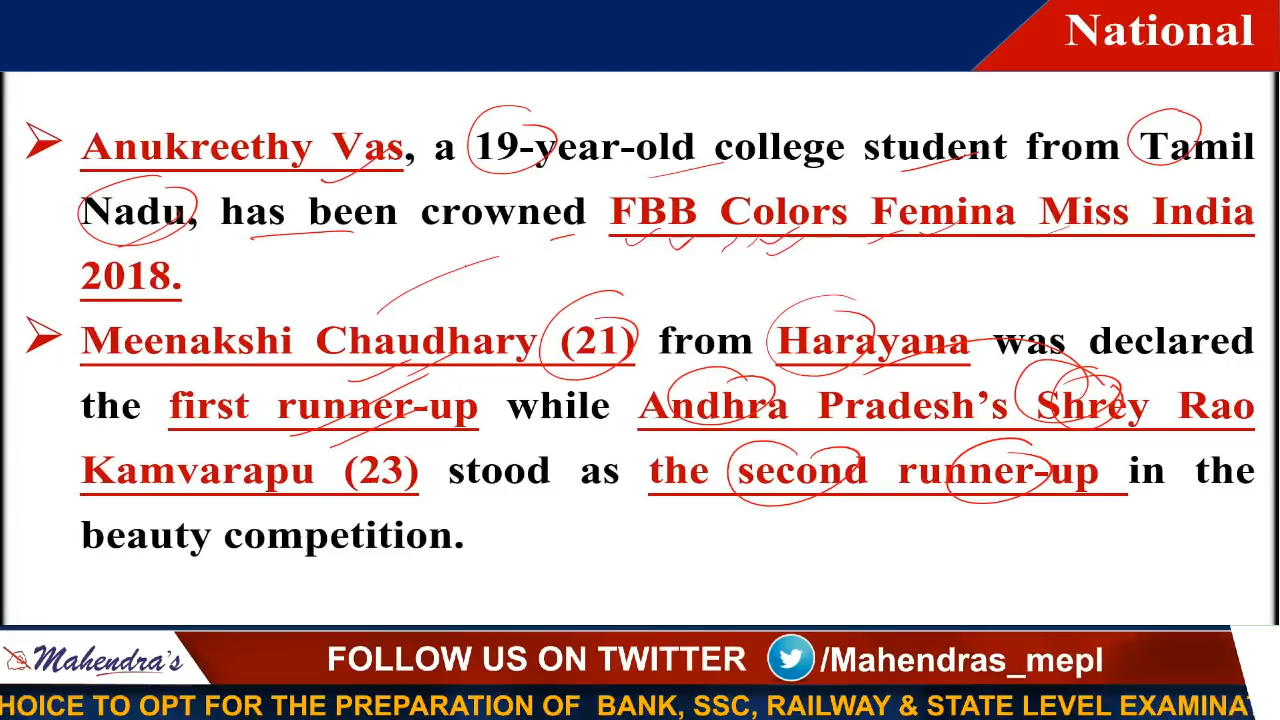 National
Anukreethy Vas, a 19-year-old college student from Tamil
Nadu, has been crowned FBB Colors Femina Miss India
2018.
Meenakshi Chaudhary (21) from Harayana was declared
the first runner-up while Andhra Pradesh's Shrey Rao
Kamvarapu (23) stood as the second runner-up in the
beauty competition.
Mahendra's
FOLLOW US ON TWITTER /Mahendras_mepl
HOICE TO OPT FOR THE PREPARATION OF BANK, SSC, RAILWAY & STATE LEVEL EXAMINA